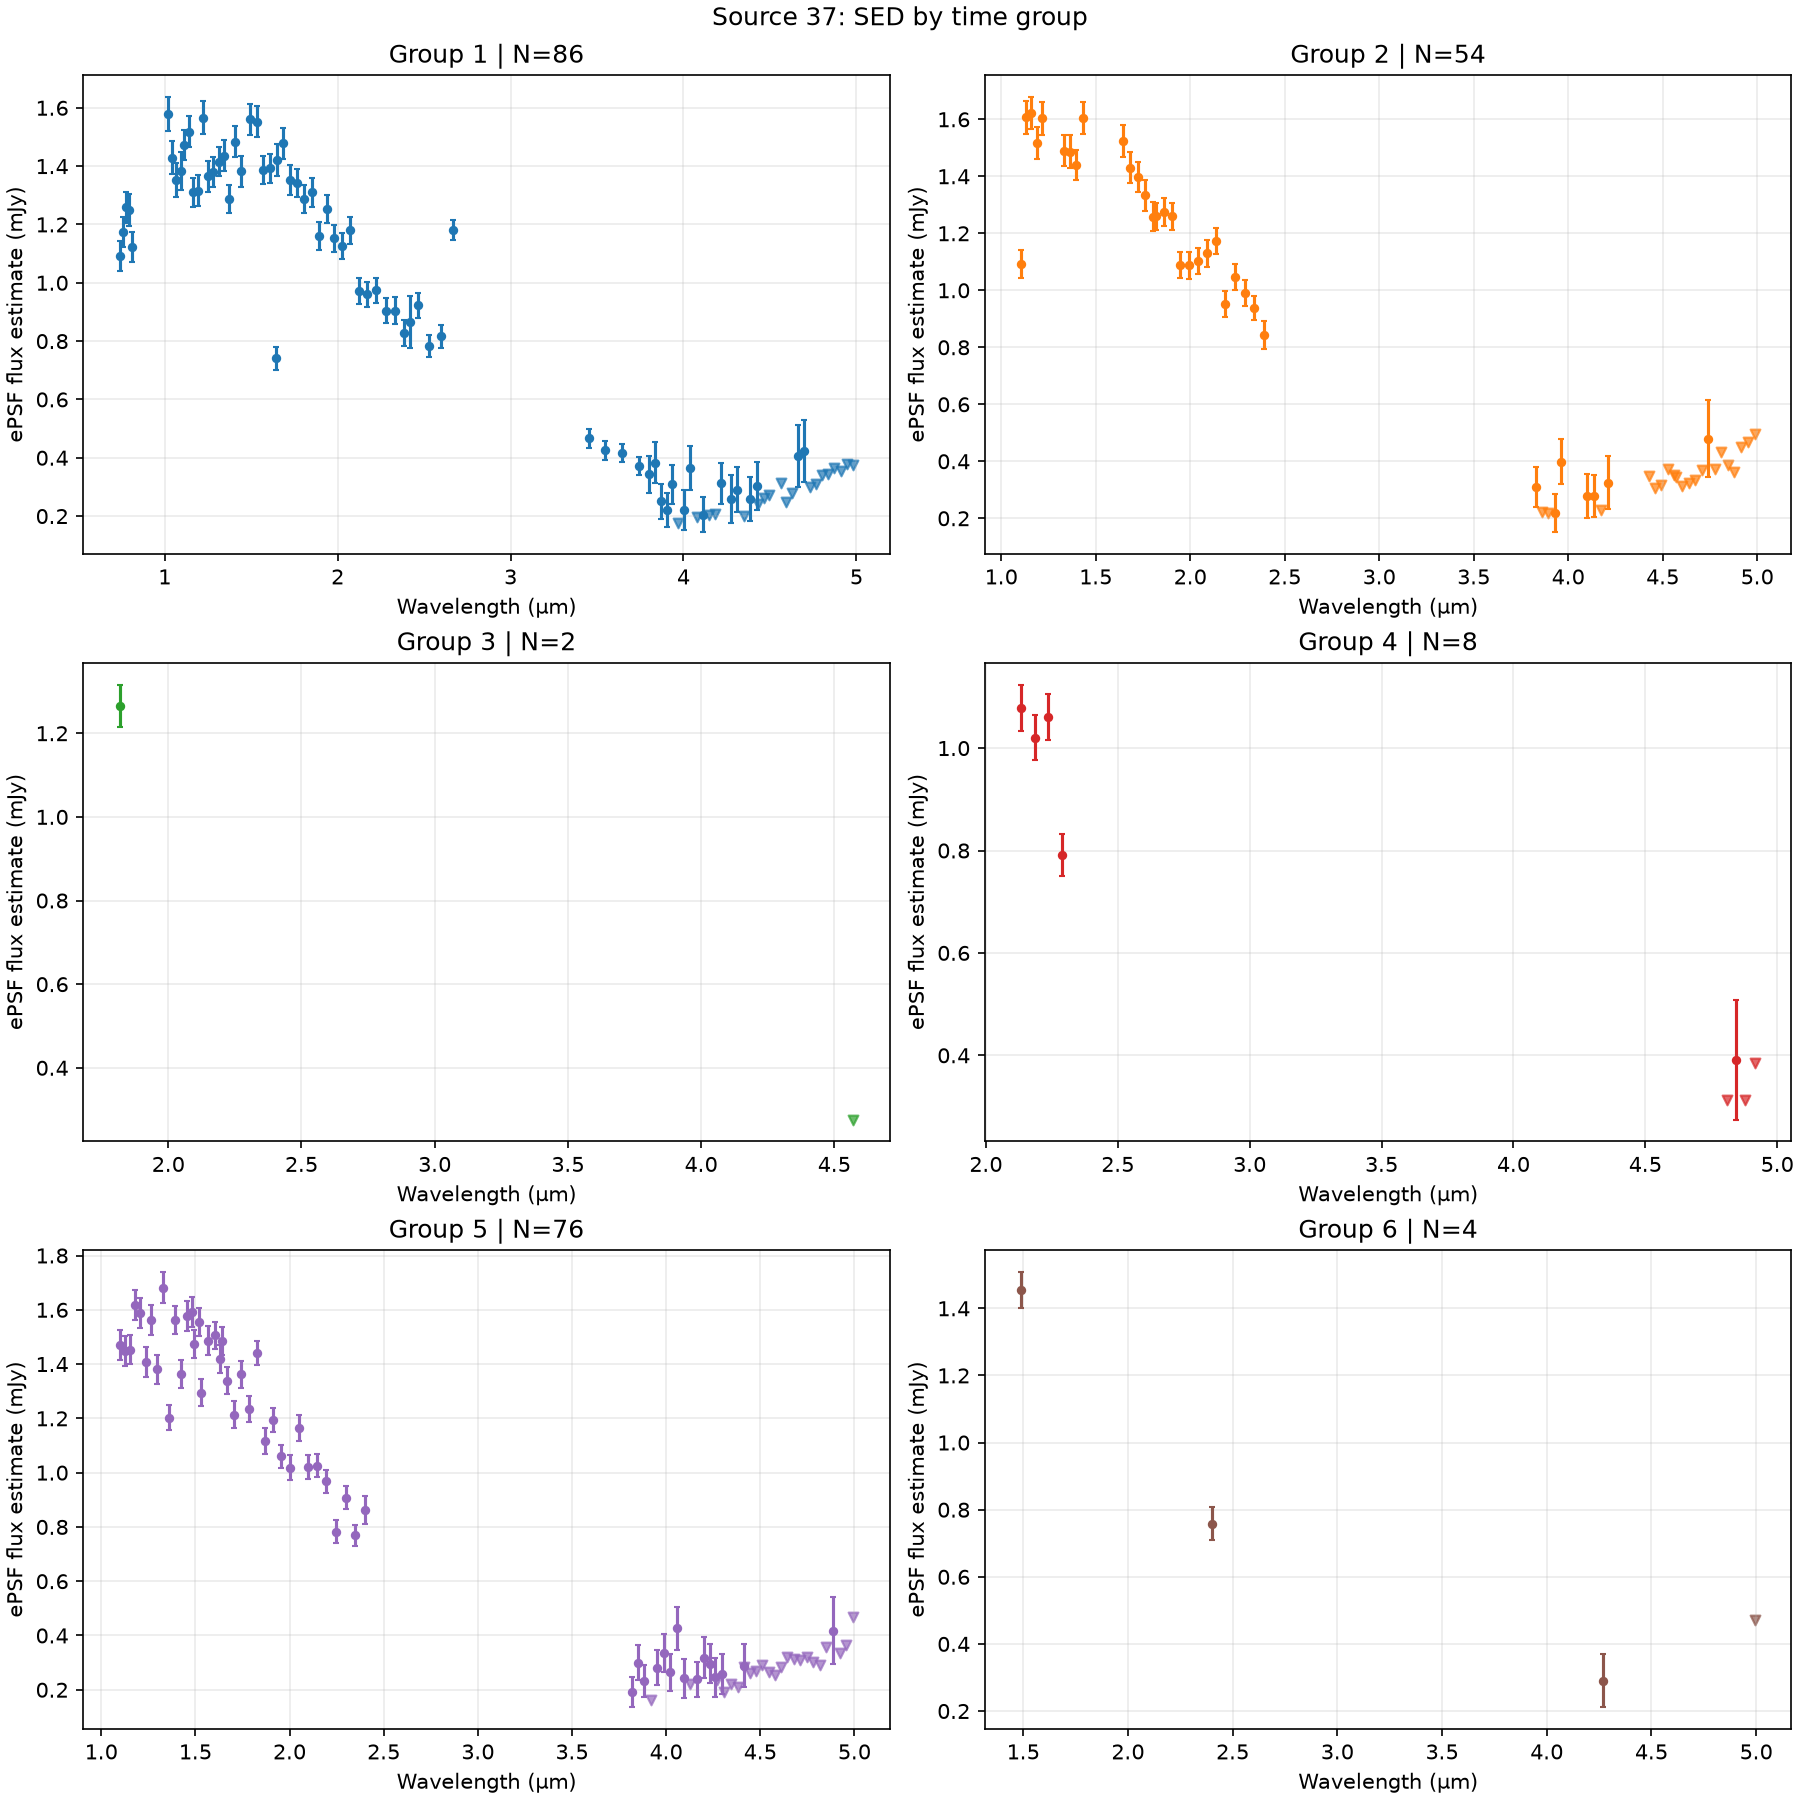 Source 37: SED by time group
Group 1 | N=86
ePSF flux estimate (mJy)
1.6
1.4
1.2
1.0
0.8
0.6
0.4
0.2
1 2 3 4 5
Wavelength (µm)
Group 2 | N=54
ePSF flux estimate (mJy)
1.6
1.4
1.2
1.0
0.8
0.6
0.4
0.2
1.0 1.5 2.0 2.5 3.0 3.5 4.0 4.5 5.0
Wavelength (µm)
Group 3 | N=2
ePSF flux estimate (mJy)
1.2
1.0
0.8
0.6
0.4
2.0 2.5 3.0 3.5 4.0 4.5
Wavelength (µm)
Group 4 | N=8
ePSF flux estimate (mJy)
1.0
0.8
0.6
0.4
2.0 2.5 3.0 3.5 4.0 4.5 5.0
Wavelength (µm)
Group 5 | N=76
ePSF flux estimate (mJy)
1.8
1.6
1.4
1.2
1.0
0.8
0.6
0.4
0.2
1.0 1.5 2.0 2.5 3.0 3.5 4.0 4.5 5.0
Wavelength (µm)
Group 6 | N=4
ePSF flux estimate (mJy)
1.4
1.2
1.0
0.8
0.6
0.4
0.2
1.5 2.0 2.5 3.0 3.5 4.0 4.5 5.0
Wavelength (µm)